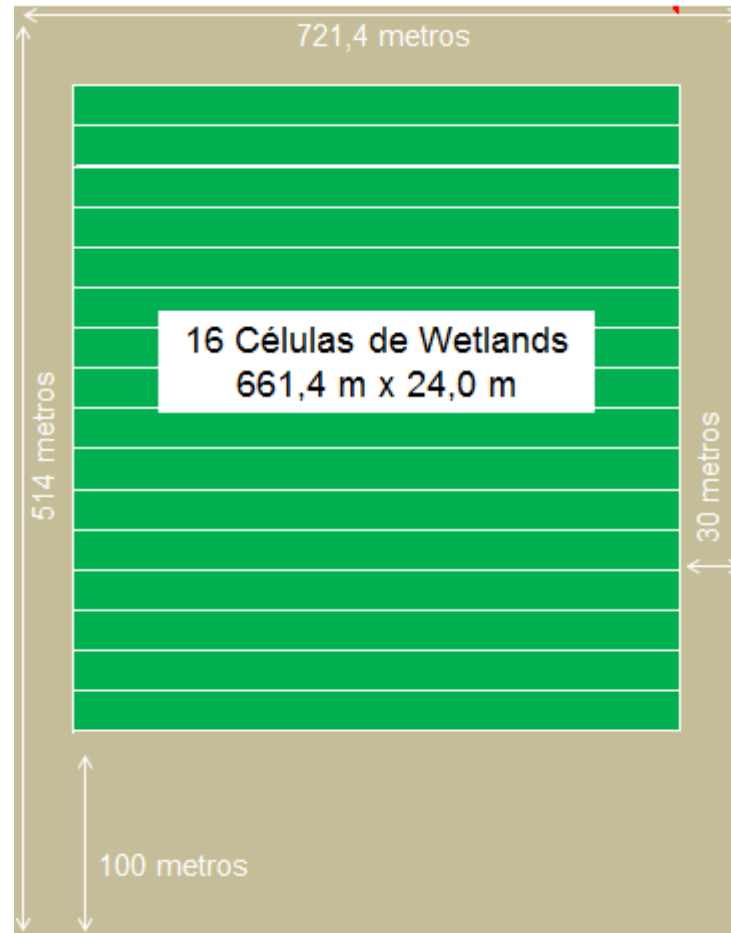 721,4 metros
16 Células de Wetlands
661,4 m x 24,0 m
514 metros
30 metros
100 metros